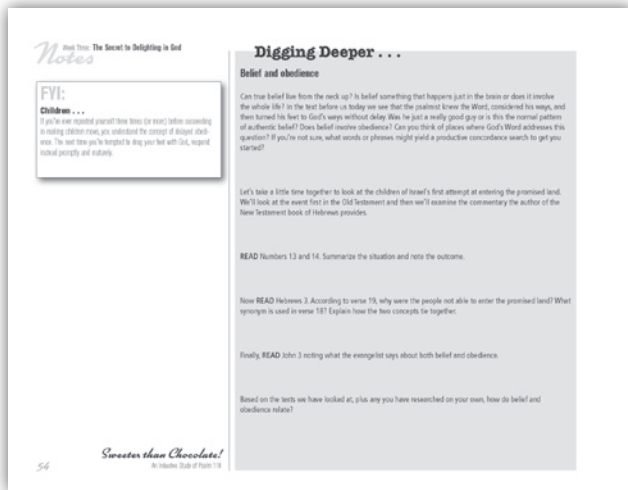 Notes
Week Three: The Secret to Delighting in God
FYI:
Children . . .
If you've ever repeated yourself three times (or more) before succeeding
in making children move, you understand the concept of delayed obedi-
ence. The next time you're tempted to drag your feet with God, respond
instead promptly and maturely.
Digging Deeper . . .
Belief and obedience
Can true belief live from the neck up? Is belief something that happens just in the brain or does it involve
the whole life? In the text before us today we see that the psalmist knew the Word, considered his ways, and
then turned his feet to God's ways without delay. Was he just a really good guy or is this the normal pattern
of authentic belief? Does belief involve obedience? Can you think of places where God's Word addresses this
question? If you're not sure, what words or phrases might yield a productive concordance search to get you
started?
Let's take a little time together to look at the children of Israel's first attempt at entering the promised land.
We'll look at the event first in the Old Testament and then we'll examine the commentary the author of the
New Testament book of Hebrews provides.
READ Numbers 13 and 14. Summarize the situation and note the outcome.
Now READ Hebrews 3. According to verse 19, why were the people not able to enter the promised land? What
synonym is used in verse 18? Explain how the two concepts tie together.
Finally, READ John 3 noting what the evangelist says about both belief and obedience.
Based on the texts we have looked at, plus any you have researched on your own, how do belief and
obedience relate?
54
Sweeter than Chocolate!
An Inductive Study of Psalm 119